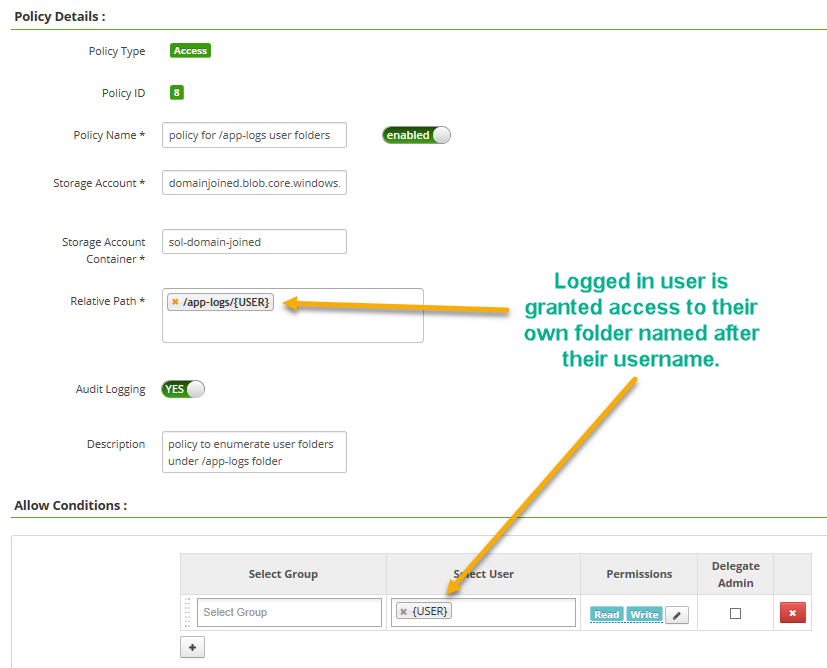 Policy Details :
Policy Type Access
Policy ID 8
Policy Name * policy for /app-logs user folders enabled
Storage Account * domainjoined.blob.core.windows.
Storage Account
Container * sol-domain-joined
Relative Path * × /app-logs/{USER}
Logged in user is
granted access to their
own folder named after
their username.
Audit Logging YES
Description policy to enumerate user folders
under /app-logs folder
Allow Conditions :
Select Group Select User Permissions Delegate
Admin
Select Group × {USER} Read Write ×
+